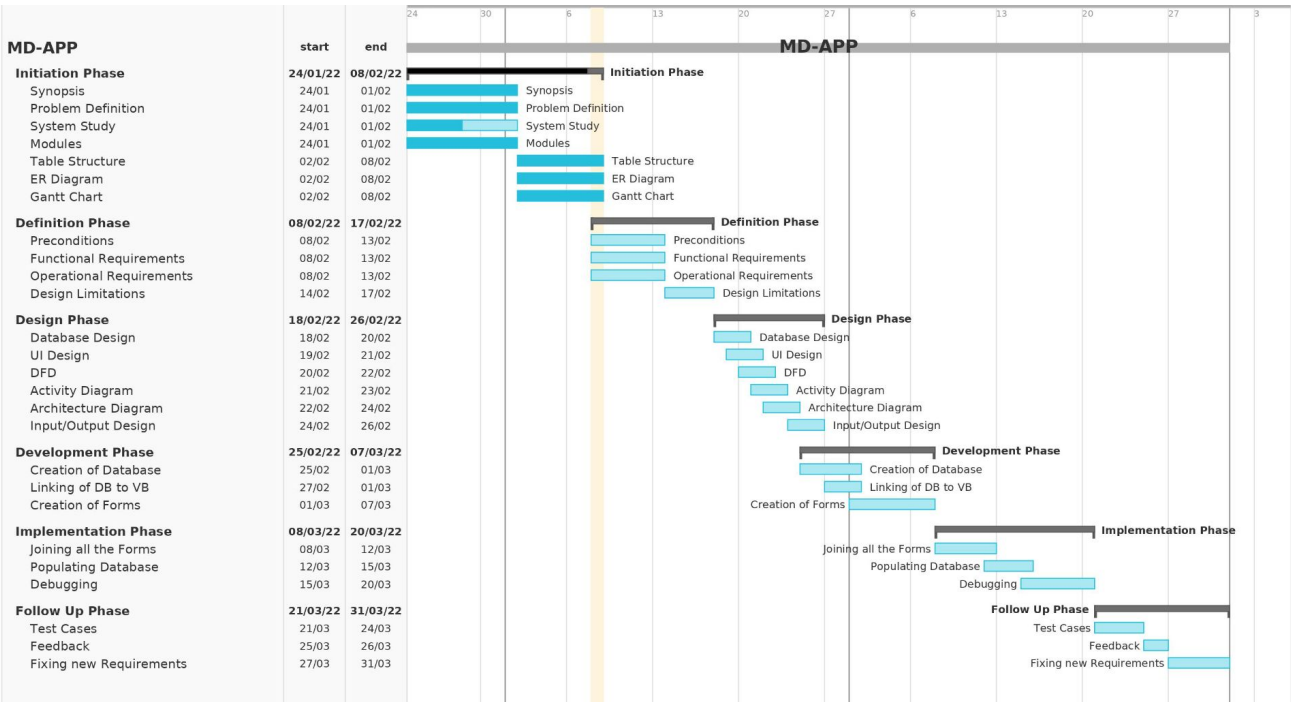 24 30 6 13 20 27 6 13 20 27 3
MD-APP start end MD-APP
Initiation Phase 24/01/22 08/02/22 Initiation Phase
Synopsis 24/01 01/02 Synopsis
Problem Definition 24/01 01/02 Problem Definition
System Study 24/01 01/02 System Study
Modules 24/01 01/02 Modules
Table Structure 02/02 08/02 Table Structure
ER Diagram 02/02 08/02 ER Diagram
Gantt Chart 02/02 08/02 Gantt Chart
Definition Phase 08/02/22 17/02/22 Definition Phase
Preconditions 08/02 13/02 Preconditions
Functional Requirements 08/02 13/02 Functional Requirements
Operational Requirements 08/02 13/02 Operational Requirements
Design Limitations 14/02 17/02 Design Limitations
Design Phase 18/02/22 26/02/22 Design Phase
Database Design 18/02 20/02 Database Design
UI Design 19/02 21/02 UI Design
DFD 20/02 22/02 DFD
Activity Diagram 21/02 23/02 Activity Diagram
Architecture Diagram 22/02 24/02 Architecture Diagram
Input/Output Design 24/02 26/02 Input/Output Design
Development Phase 25/02/22 07/03/22 Development Phase
Creation of Database 25/02 01/03 Creation of Database
Linking of DB to VB 27/02 01/03 Linking of DB to VB
Creation of Forms 01/03 07/03 Creation of Forms
Implementation Phase 08/03/22 20/03/22 Implementation Phase
Joining all the Forms 08/03 12/03 Joining all the Forms
Populating Database 12/03 15/03 Populating Database
Debugging 15/03 20/03 Debugging
Follow Up Phase 21/03/22 31/03/22 Follow Up Phase
Test Cases 21/03 24/03 Test Cases
Feedback 25/03 26/03 Feedback
Fixing new Requirements 27/03 31/03 Fixing new Requirements